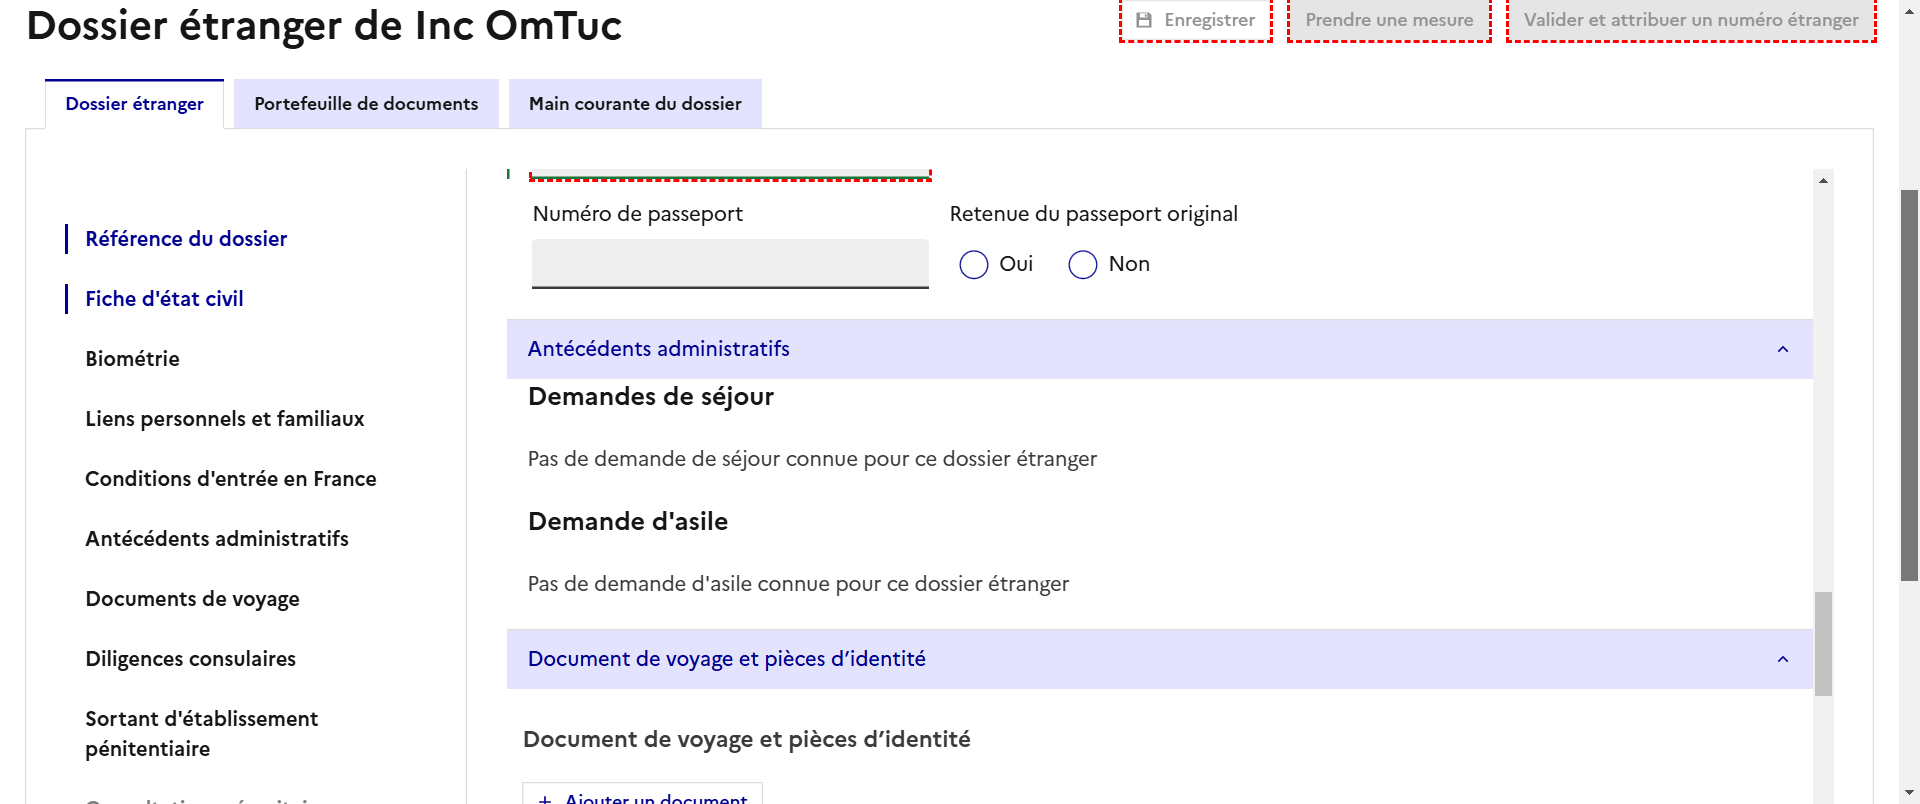 Dossier étranger de Inc OmTuc
Enregistrer
Prendre une mesure
Valider et attribuer un numéro étranger
Dossier étranger
Portefeuille de documents
Main courante du dossier
Référence du dossier
Fiche d'état civil
Biométrie
Liens personnels et familiaux
Conditions d'entrée en France
Antécédents administratifs
Documents de voyage
Diligences consulaires
Sortant d'établissement
pénitentiaire
Numéro de passeport
Retenue du passeport original
Oui
Non
Antécédents administratifs
Demandes de séjour
Pas de demande de séjour connue pour ce dossier étranger
Demande d'asile
Pas de demande d'asile connue pour ce dossier étranger
Document de voyage et pièces d’identité
Document de voyage et pièces d’identité
+ Ajouter un document